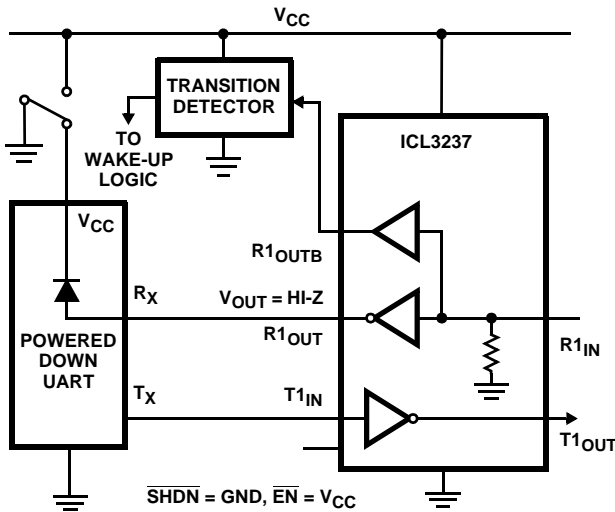 VCC
TRANSITION
DETECTOR
TO
WAKE-UP
LOGIC
ICL3237
VCC
R1OUTB
RX
VOUT = HI-Z
R1OUT
R1IN
POWERED
DOWN
UART
TX
T1IN
T1OUT
SHDN = GND, EN = VCC